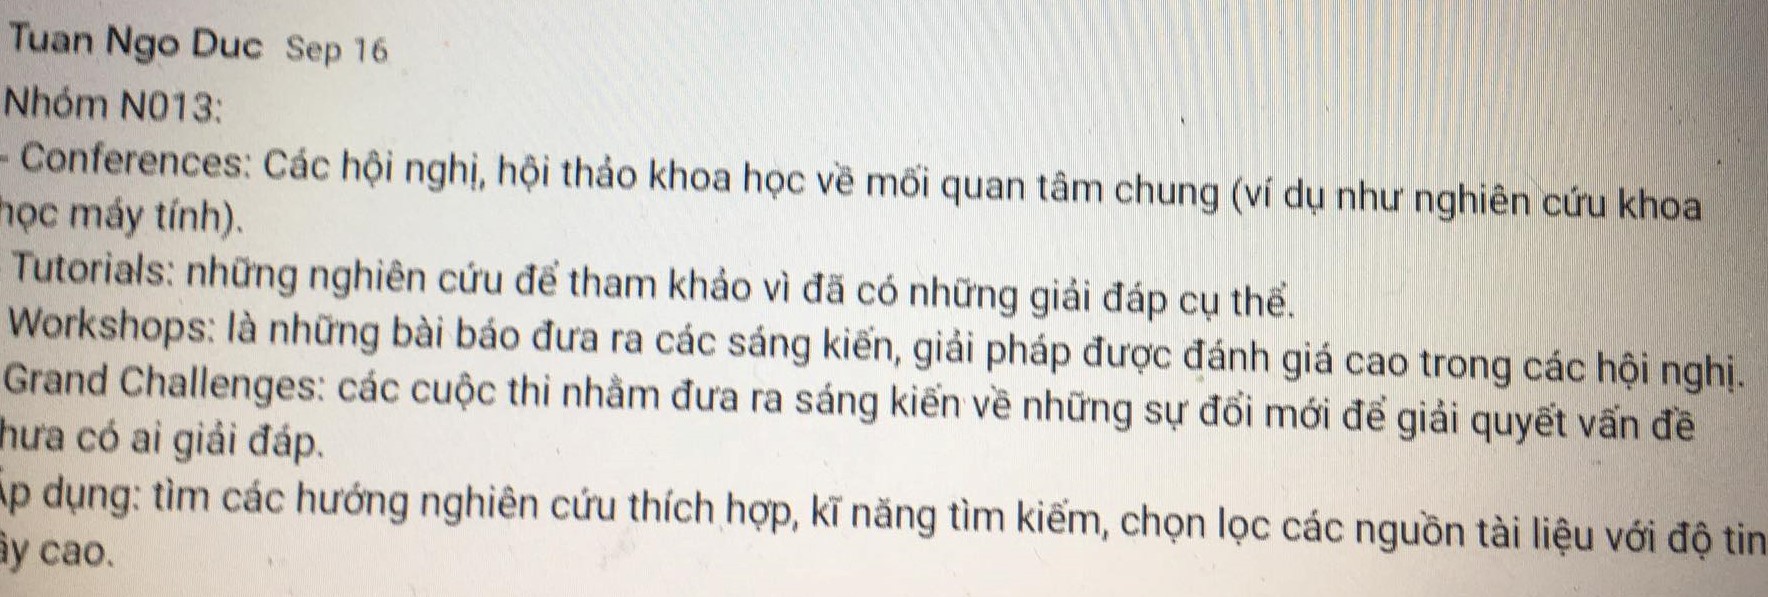 Tuan Ngo Duc Sep 16
Nhóm N013:
- Conferences: Các hội nghị, hội thảo khoa học về mối quan tâm chung (ví dụ như nghiên cứu khoa
học máy tính).
Tutorials: những nghiên cứu để tham khảo vì đã có những giải đáp cụ thể.
Workshops: là những bài báo đưa ra các sáng kiến, giải pháp được đánh giá cao trong các hội nghị.
Grand Challenges: các cuộc thi nhằm đưa ra sáng kiến về những sự đổi mới để giải quyết vấn đề
hưa có ai giải đáp.
Áp dụng: tìm các hướng nghiên cứu thích hợp, kĩ năng tìm kiếm, chọn lọc các nguồn tài liệu với độ tin
ậy cao.